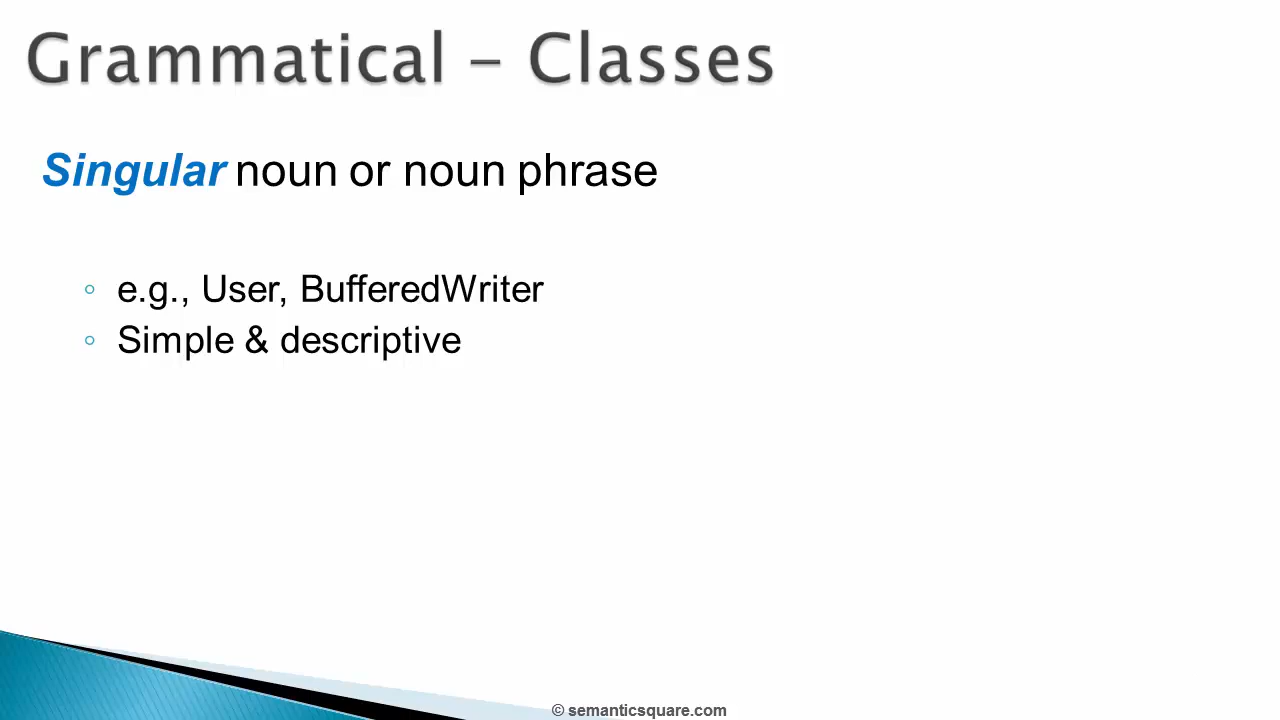 Grammatical – Classes
Singular noun or noun phrase
◦ e.g., User, BufferedWriter
◦ Simple & descriptive
© semanticsquare.com